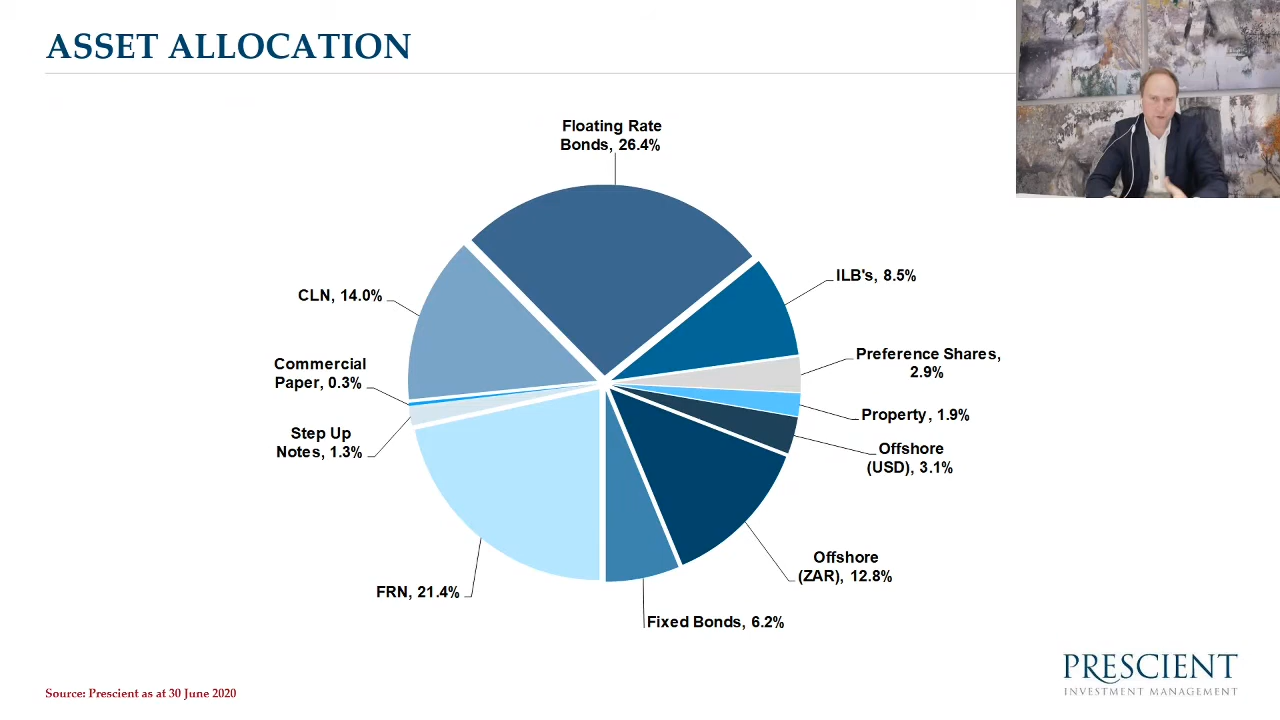 ASSET ALLOCATION
Floating Rate
Bonds, 26.4%
ILB's, 8.5%
CLN, 14.0%
Preference Shares,
2.9%
Commercial
Paper, 0.3%
Property, 1.9%
Step Up
Notes, 1.3%
Offshore
(USD), 3.1%
Offshore
(ZAR), 12.8%
FRN, 21.4%
Fixed Bonds, 6.2%
PRESCIENT
INVESTMENT MANAGEMENT
Source: Prescient as at 30 June 2020